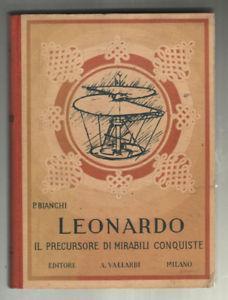 P. BIANCHI
LEONARDO
IL PRECURSORE DI MIRABILI CONQUISTE
EDITORE A. VALLARDI MILANO